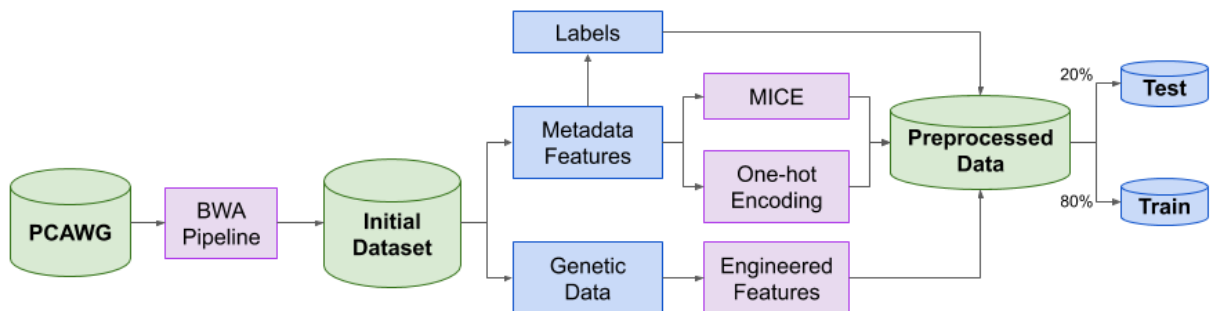 Labels
20%
Test
MICE
Metadata
Features
Preprocessed
Data
One-hot
Encoding
80%
Train
PCAWG
BWA
Pipeline
Initial
Dataset
Genetic
Data
Engineered
Features